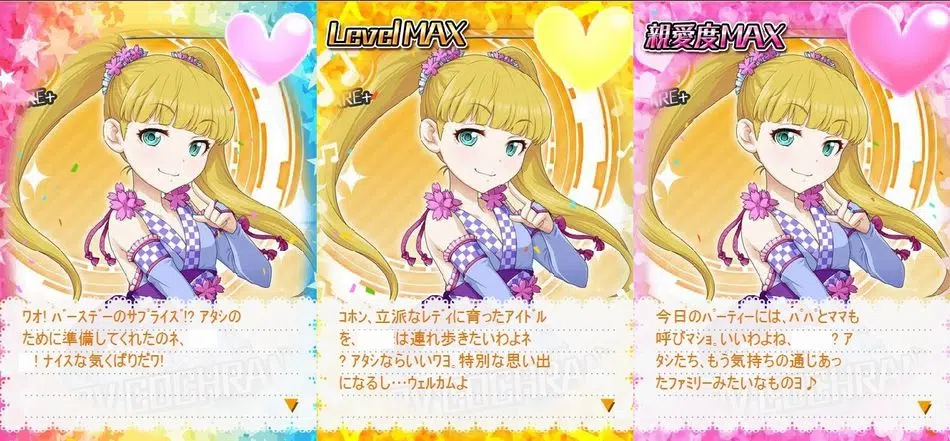 RE+
ワオ! バースデーのサプライズ!? アタシの
ために準備してくれたのネ、
! ナイスな気くばりだワ!
LevelMAX
RE+
コホン、立派なレディに育ったアイドル
を、 は連れ歩きたいわよネ
? アタシならいいワヨ。特別な思い出
になるし…ウェルカムよ
親愛度MAX
RE+
今日のパーティーには、パパとママも
呼びマショ。いいわよね、 ? ア
タシたち、もう気持ちの通じあっ
たファミリーみたいなものヨ♪